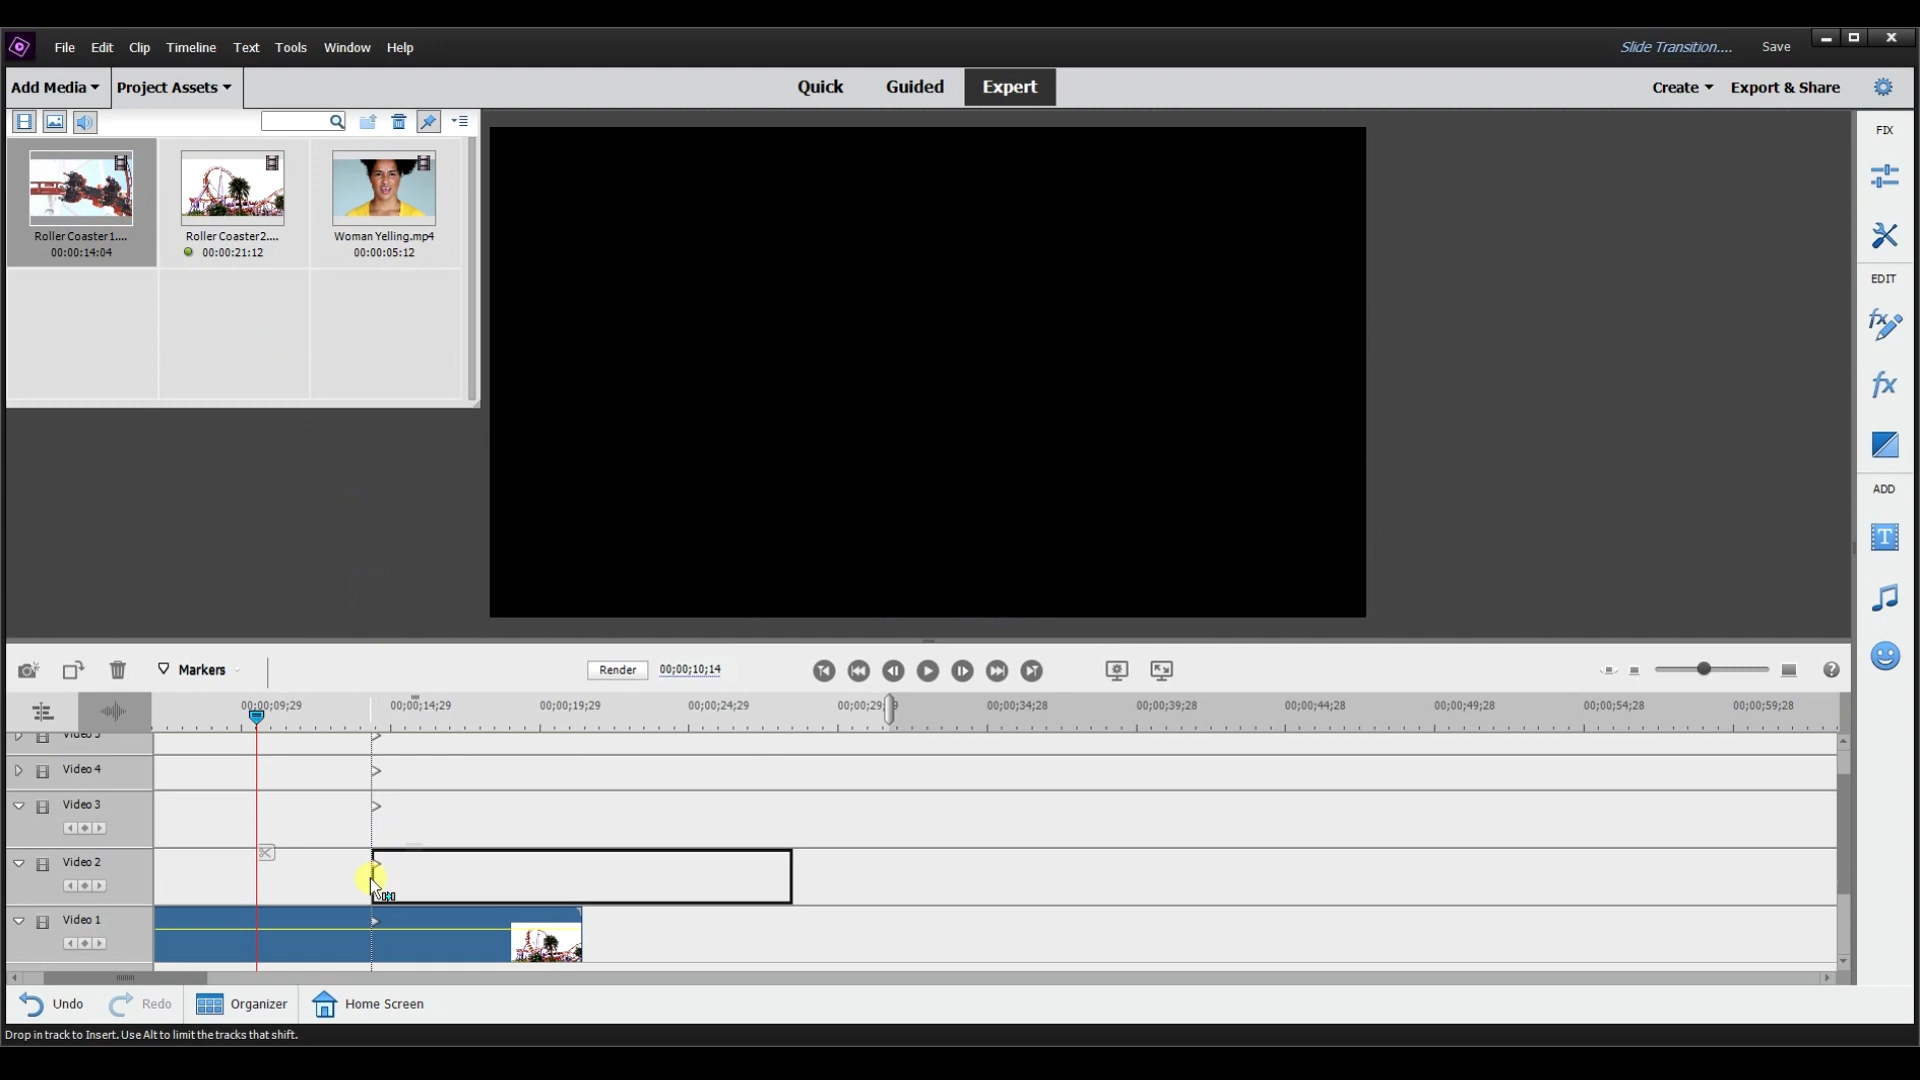 File Edit Clip Timeline Text Tools Window Help
Slide Transition.... Save
Add Media Project Assets
Quick Guided Expert
Create Export & Share
Roller Coaster1....
00:00:14:04
Roller Coaster2....
00:00:21:12
Woman Yelling.mp4
00:00:05:12
FIX
EDIT
fx
fx
ADD
T
Markers
Render 00;00;10;14
00;00;09;29 00;00;14;29 00;00;19;29 00;00;24;29 00;00;29; 9 00;00;34;28 00;00;39;28 00;00;44;28 00;00;49;28 00;00;54;28 00;00;59;28
Video 4
Video 3
Video 2
Video 1
Undo Redo Organizer Home Screen
Drop in track to Insert. Use Alt to limit the tracks that shift.